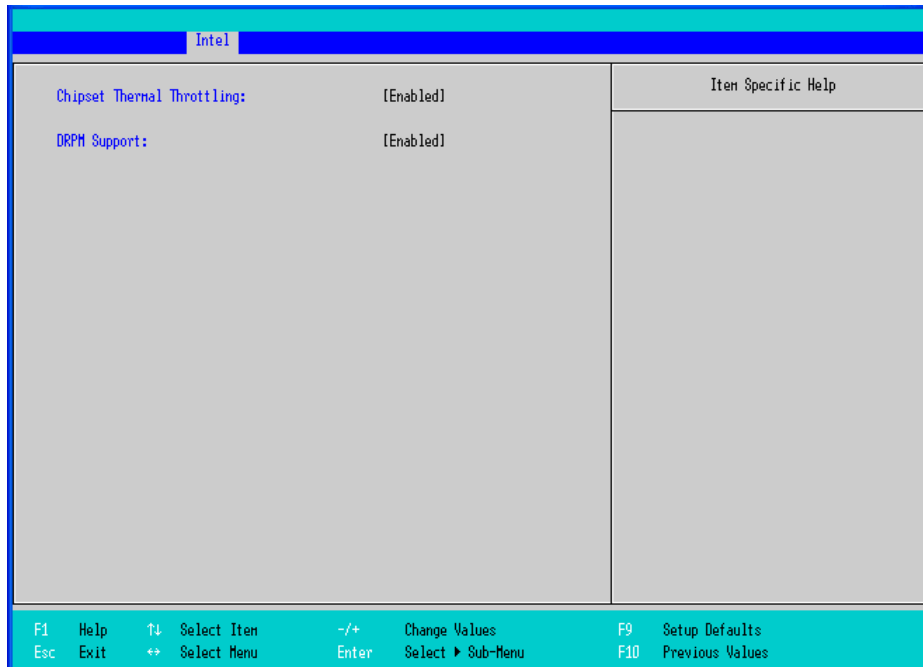 Intel
Item Specific Help
Chipset Thermal Throttling: [Enabled]
DRPM Support: [Enabled]
F1 Help ↑↓ Select Item -/+ Change Values F9 Setup Defaults
Esc Exit ↔ Select Menu Enter Select ▶ Sub-Menu F10 Previous Values